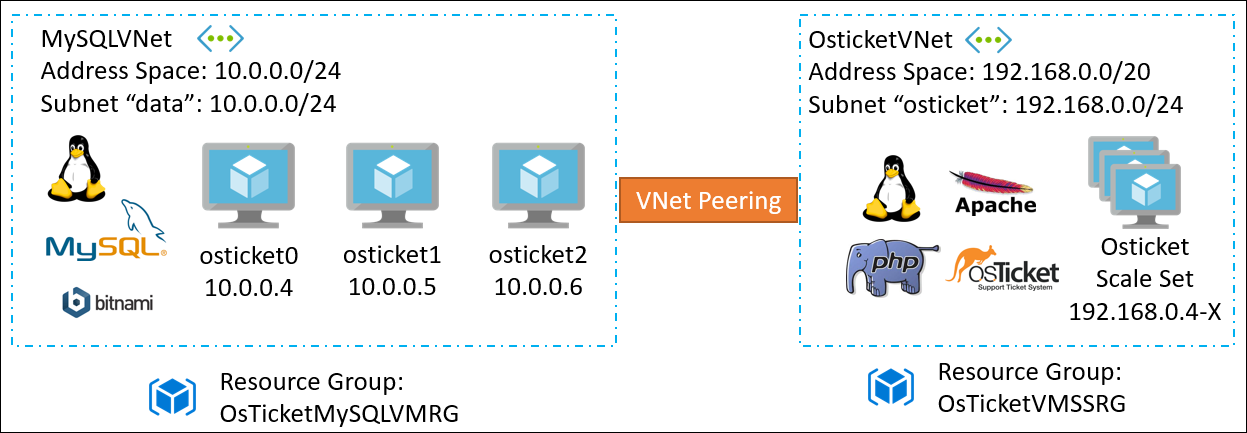 MySQLVNet
Address Space: 10.0.0.0/24
Subnet “data”: 10.0.0.0/24
MySQL®
bitnami
osticket0
10.0.0.4
osticket1
10.0.0.5
osticket2
10.0.0.6
Resource Group:
OsTicketMySQLVMRG
VNet Peering
OsticketVNet
Address Space: 192.168.0.0/20
Subnet “osticket”: 192.168.0.0/24
Apache
php
osTicket
Support Ticket System
Osticket
Scale Set
192.168.0.4-X
Resource Group:
OsTicketVMSSRG